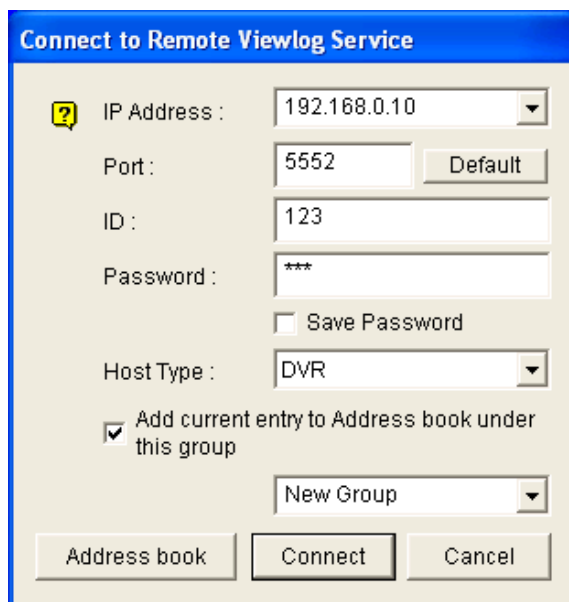 Connect to Remote Viewlog Service
? IP Address : 192.168.0.10
Port : 5552 Default
ID : 123
Password : ***
Save Password
Host Type : DVR
Add current entry to Address book under
this group
New Group
Address book Connect Cancel